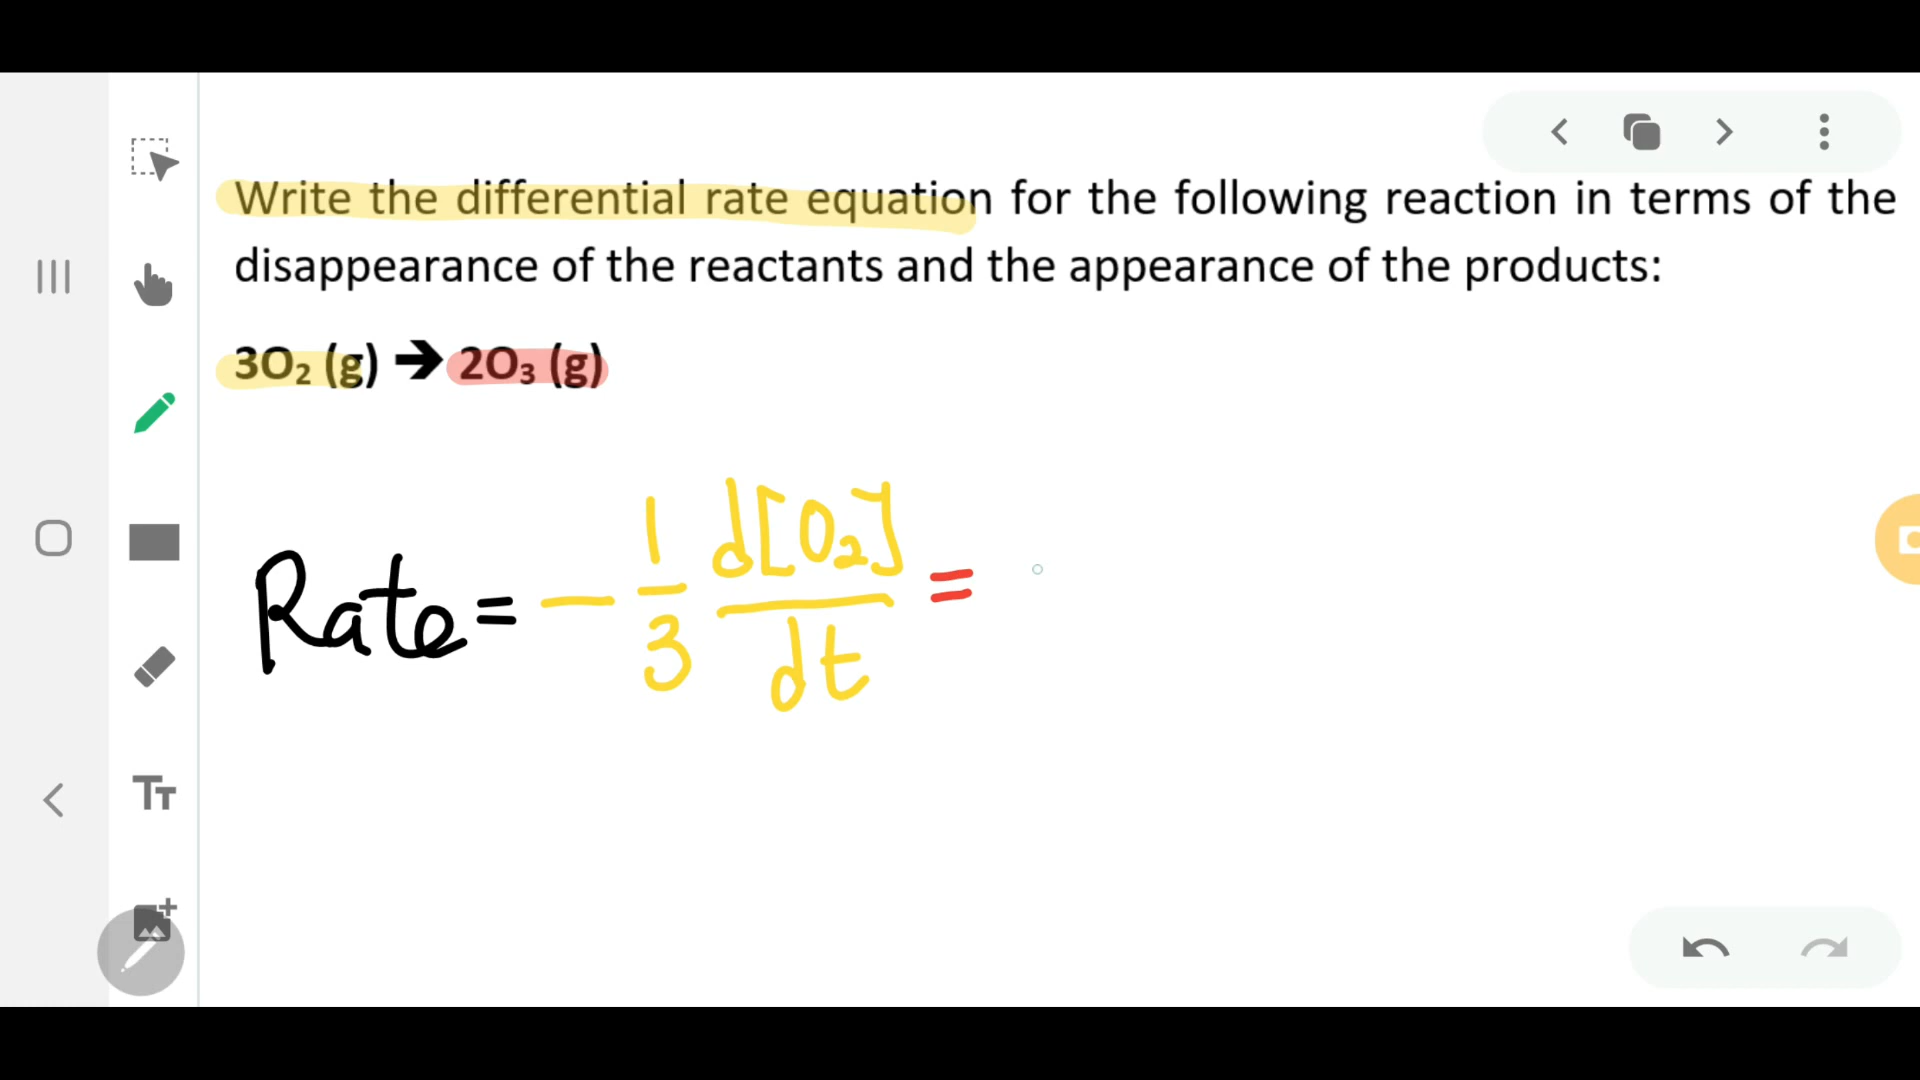 Write the differential rate equation for the following reaction in terms of the
disappearance of the reactants and the appearance of the products:
3O₂ (g) → 2O₃ (g)
Rate = - 1/3 d[O₂]/dt =
TT